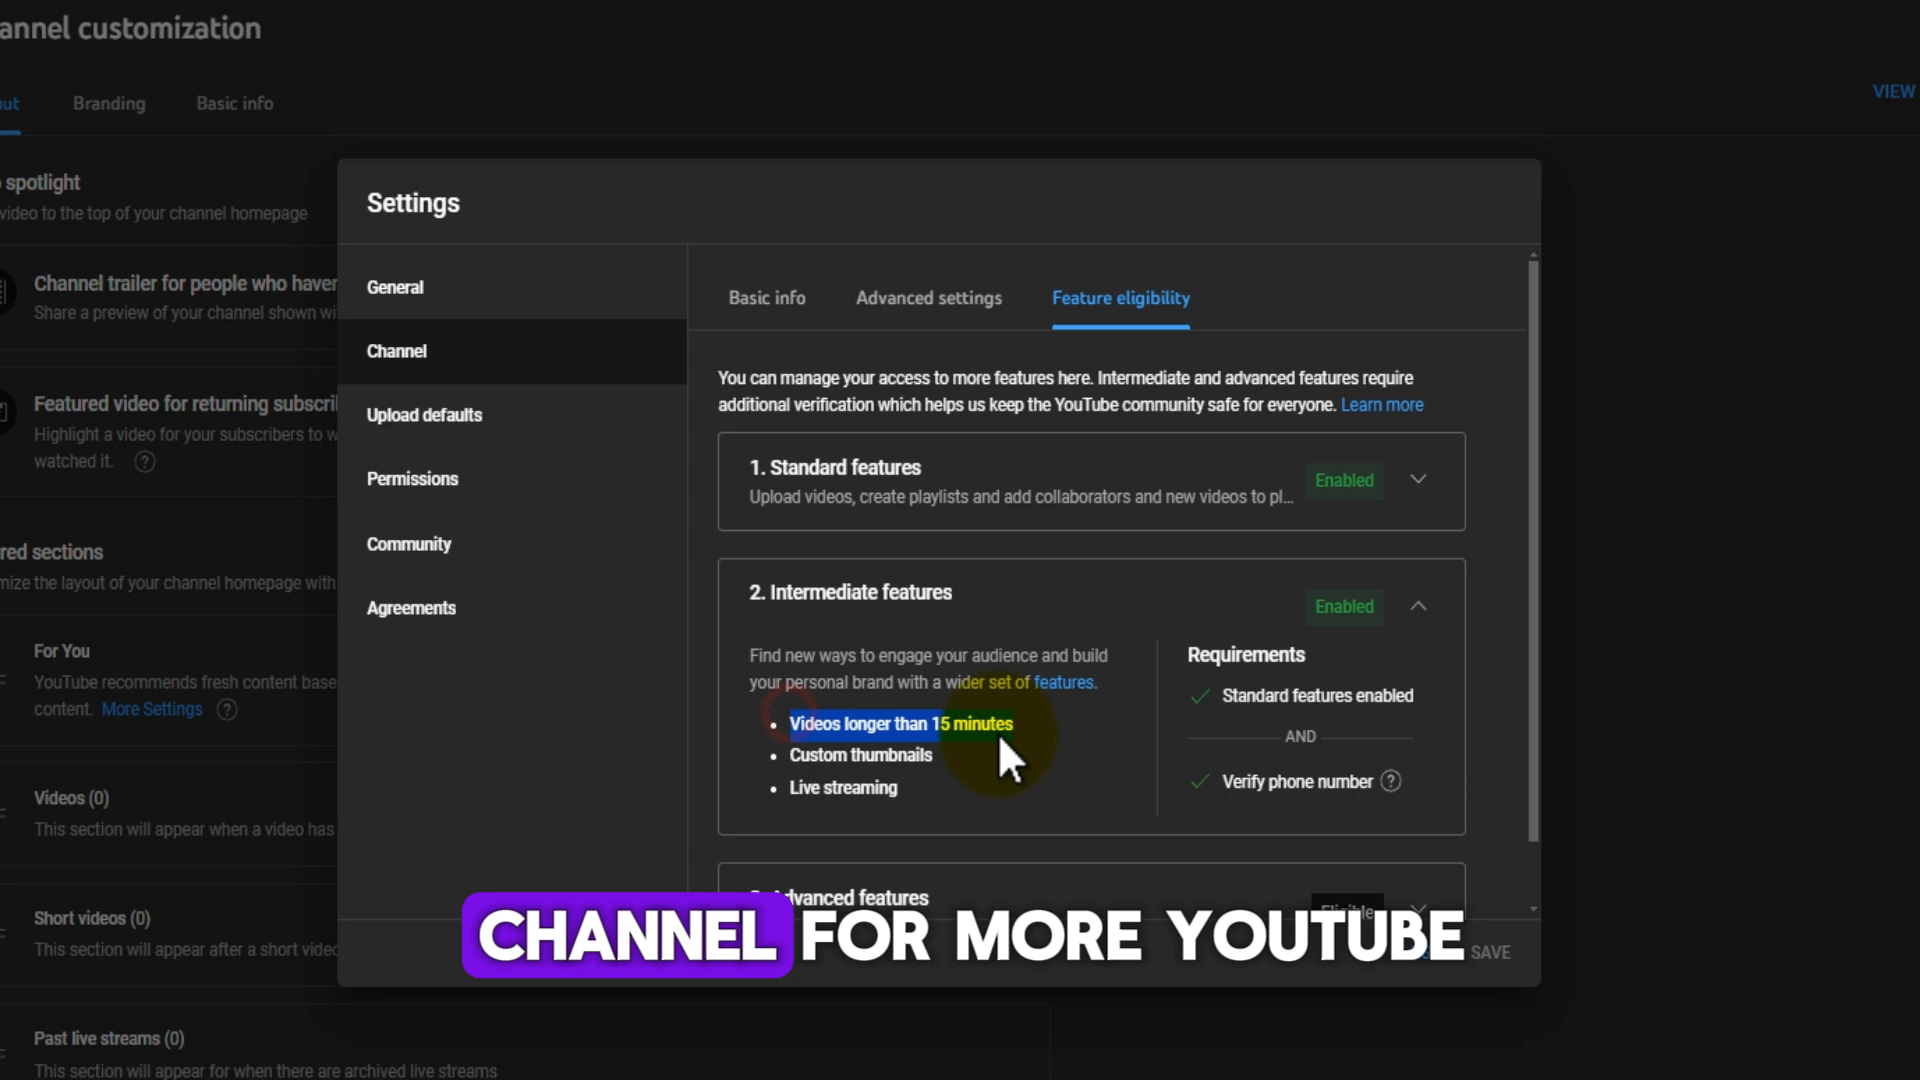 annel customization
out
Branding
Basic info
VIEW
spotlight
video to the top of your channel homepage
Channel trailer for people who haven
Share a preview of your channel shown wi
Featured video for returning subscri
Highlight a video for your subscribers to w
watched it. ?
red sections
mize the layout of your channel homepage with
For You
YouTube recommends fresh content base
content. More Settings ?
Videos (0)
This section will appear when a video has
Short videos (0)
This section will appear after a short video
Past live streams (0)
This section will appear for when there are archived live streams
Settings
General
Channel
Upload defaults
Permissions
Community
Agreements
Basic info
Advanced settings
Feature eligibility
You can manage your access to more features here. Intermediate and advanced features require
additional verification which helps us keep the YouTube community safe for everyone. Learn more
1. Standard features
Enabled
Upload videos, create playlists and add collaborators and new videos to pl...
2. Intermediate features
Enabled
Find new ways to engage your audience and build
your personal brand with a wider set of features.
• Videos longer than 15 minutes
• Custom thumbnails
• Live streaming
Requirements
Standard features enabled
AND
Verify phone number ?
dvanced features
Eligible
CHANNEL FOR MORE YOUTUBE
SAVE